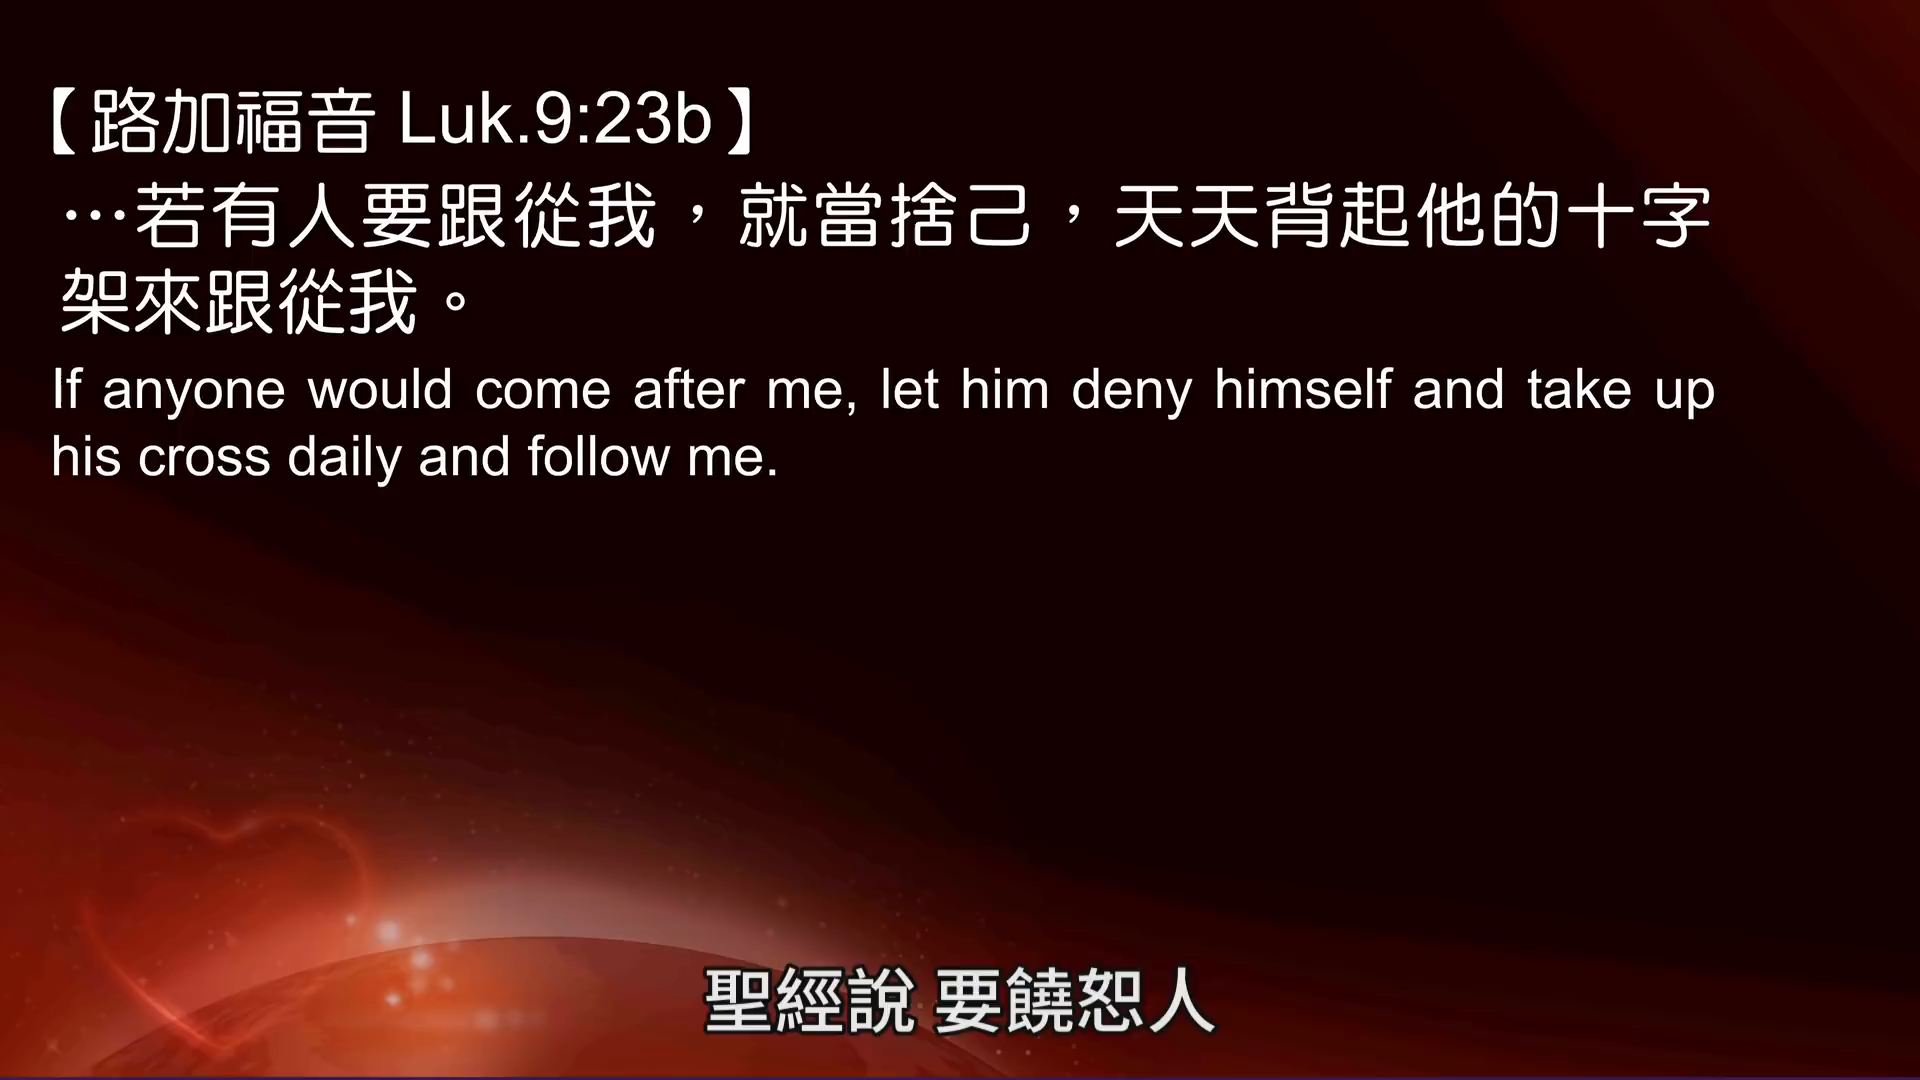 【路加福音 Luk.9:23b】
…若有人要跟從我，就當捨己，天天背起他的十字
架來跟從我。
If anyone would come after me, let him deny himself and take up
his cross daily and follow me.
聖經說 要饒恕人